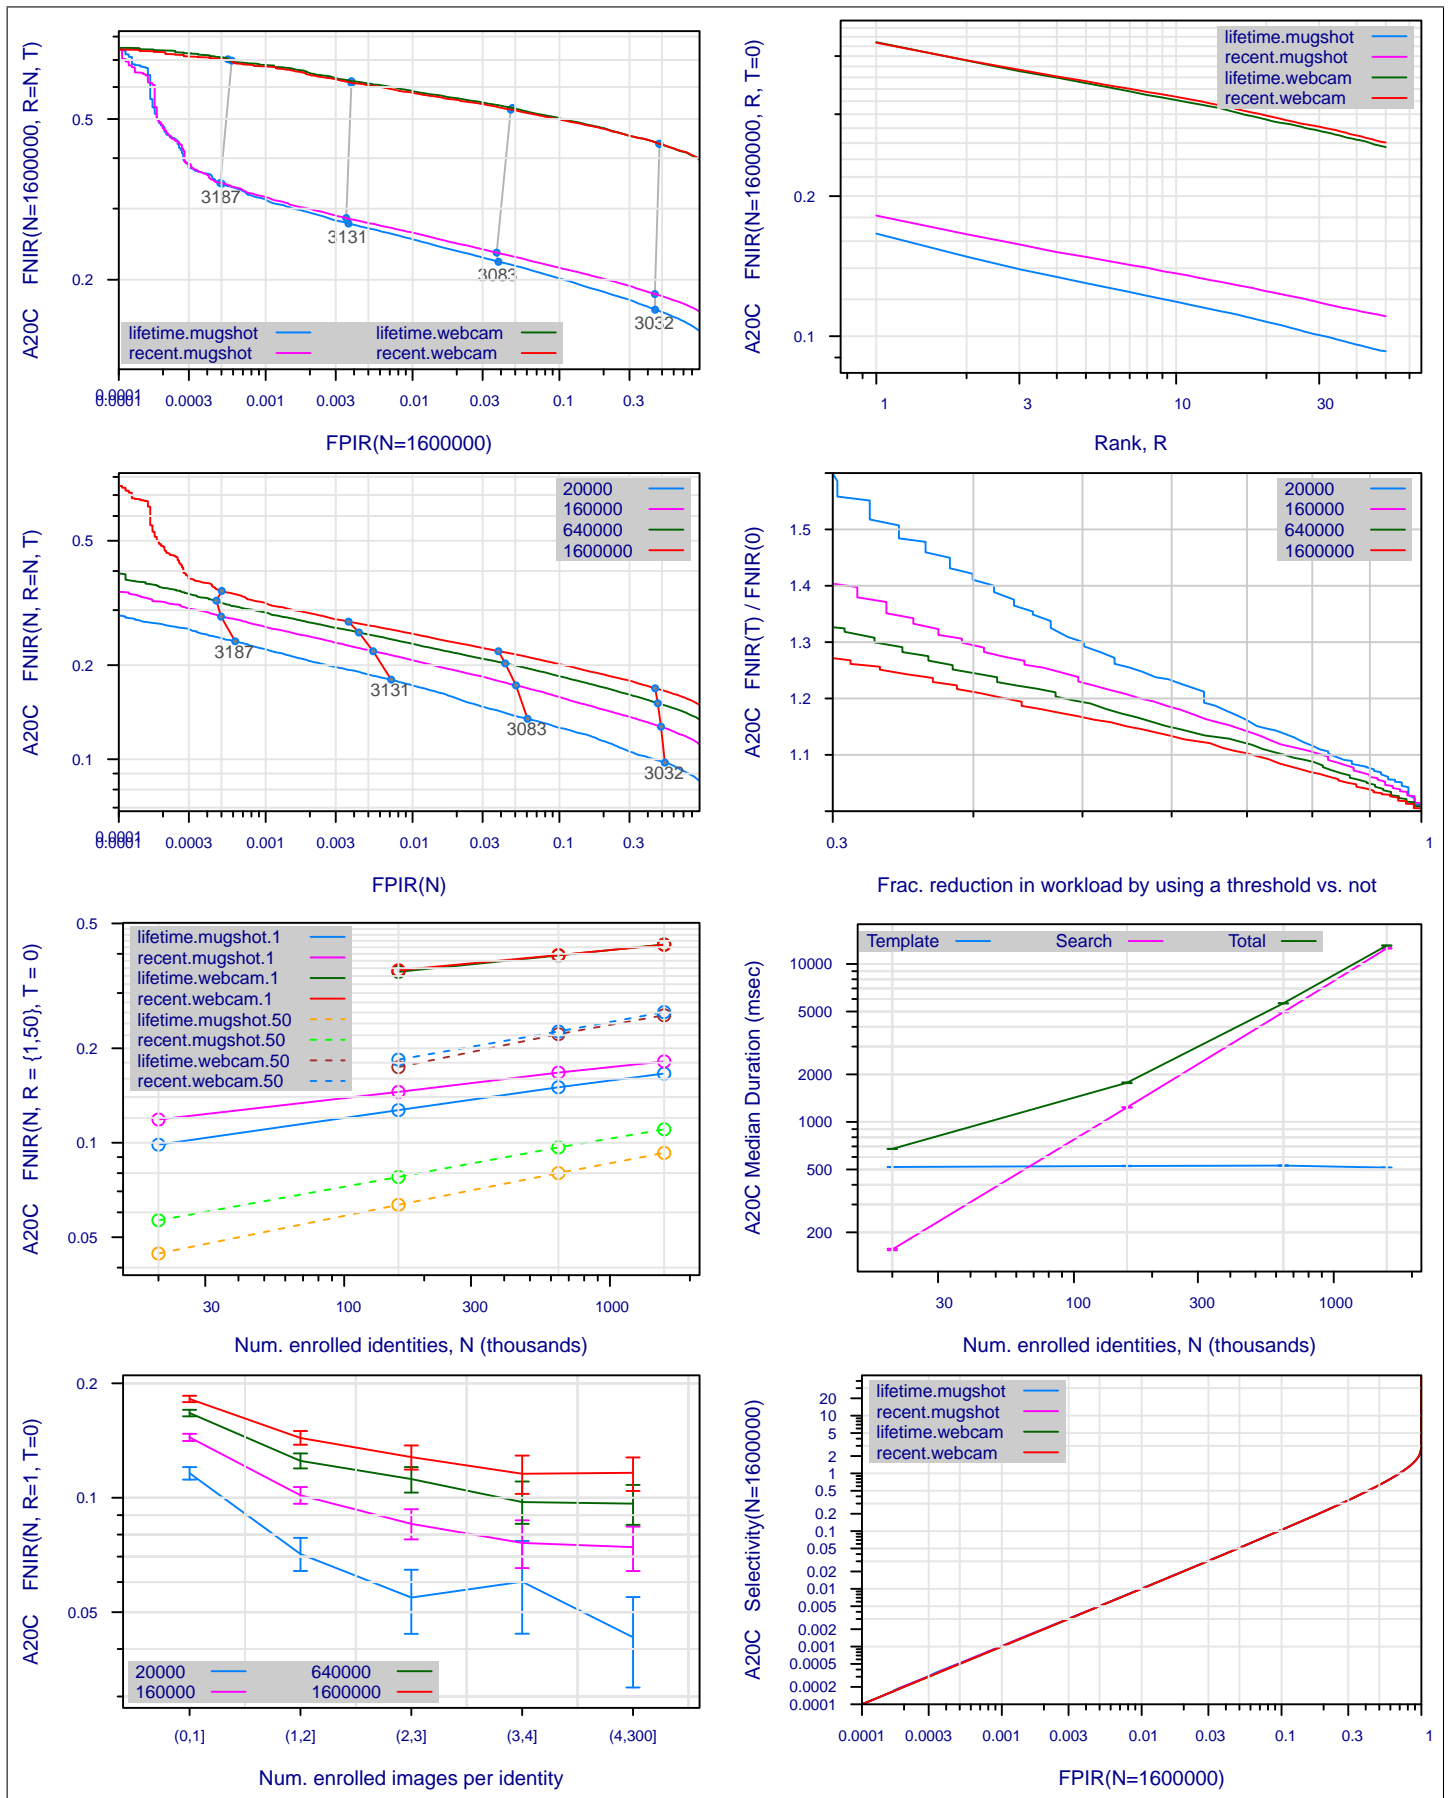 A20C FNIR(N=1600000, R=N, T)
0.5
0.2
3187
3131
3083
3032
lifetime.mugshot
recent.mugshot
lifetime.webcam
recent.webcam
0.0001
0.0001 0.0003 0.001 0.003 0.01 0.03 0.1 0.3
FPIR(N=1600000)
A20C FNIR(N=1600000, R, T=0)
0.2
0.1
lifetime.mugshot
recent.mugshot
lifetime.webcam
recent.webcam
1 3 10 30
Rank, R
A20C FNIR(N, R=N, T)
0.5
0.2
0.1
20000
160000
640000
1600000
3187
3131
3083
3032
0.0001
0.0001 0.0003 0.001 0.003 0.01 0.03 0.1 0.3
FPIR(N)
A20C FNIR(T) / FNIR(0)
1.5
1.4
1.3
1.2
1.1
20000
160000
640000
1600000
0.3 1
Frac. reduction in workload by using a threshold vs. not
A20C FNIR(N, R = {1,50}, T = 0)
0.5
0.2
0.1
0.05
lifetime.mugshot.1
recent.mugshot.1
lifetime.webcam.1
recent.webcam.1
lifetime.mugshot.50
recent.mugshot.50
lifetime.webcam.50
recent.webcam.50
30 100 300 1000
Num. enrolled identities, N (thousands)
A20C Median Duration (msec)
10000
5000
2000
1000
500
200
Template Search Total
30 100 300 1000
Num. enrolled identities, N (thousands)
A20C FNIR(N, R=1, T=0)
0.2
0.1
0.05
20000
160000
640000
1600000
(0,1] (1,2] (2,3] (3,4] (4,300]
Num. enrolled images per identity
A20C Selectivity(N=1600000)
20
10
5
2
1
0.5
0.2
0.1
0.05
0.02
0.01
0.005
0.002
0.001
0.0005
0.0002
0.0001
lifetime.mugshot
recent.mugshot
lifetime.webcam
recent.webcam
0.0001 0.0003 0.001 0.003 0.01 0.03 0.1 0.3 1
FPIR(N=1600000)